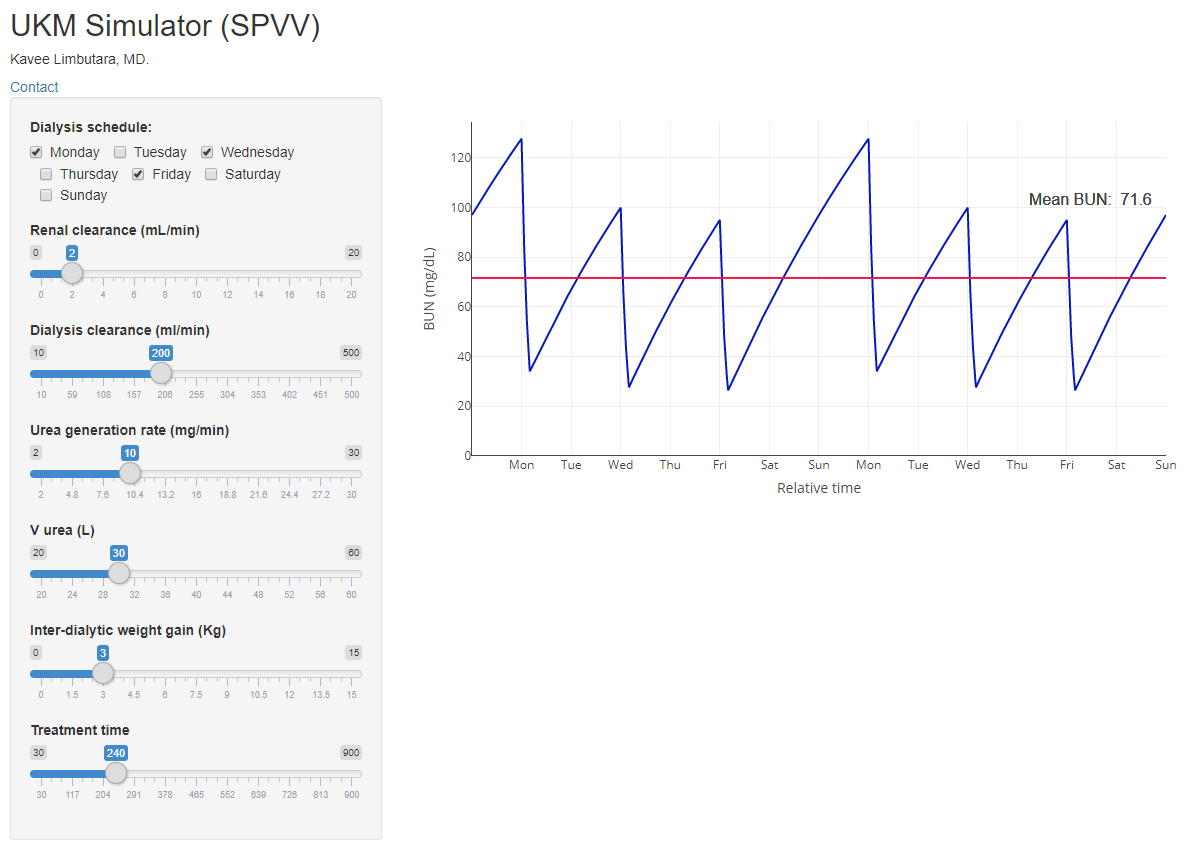 UKM Simulator (SPVV)
Kavee Limbutara, MD.
Contact
Dialysis schedule:
Monday Tuesday Wednesday
Thursday Friday Saturday
Sunday
Renal clearance (mL/min)
0 2 20
0 2 4 6 8 10 12 14 16 18 20
Dialysis clearance (ml/min)
10 200 500
10 59 108 157 206 255 304 353 402 451 500
Urea generation rate (mg/min)
2 10 30
2 4.8 7.6 10.4 13.2 16 18.8 21.6 24.4 27.2 30
V urea (L)
20 30 60
20 24 28 32 36 40 44 48 52 56 60
Inter-dialytic weight gain (Kg)
0 3 15
0 1.5 3 4.5 6 7.5 9 10.5 12 13.5 15
Treatment time
30 240 900
30 117 204 291 378 465 552 639 726 813 900
BUN (mg/dL)
120
100
80
60
40
20
0
Mean BUN: 71.6
Mon Tue Wed Thu Fri Sat Sun Mon Tue Wed Thu Fri Sat Sun
Relative time